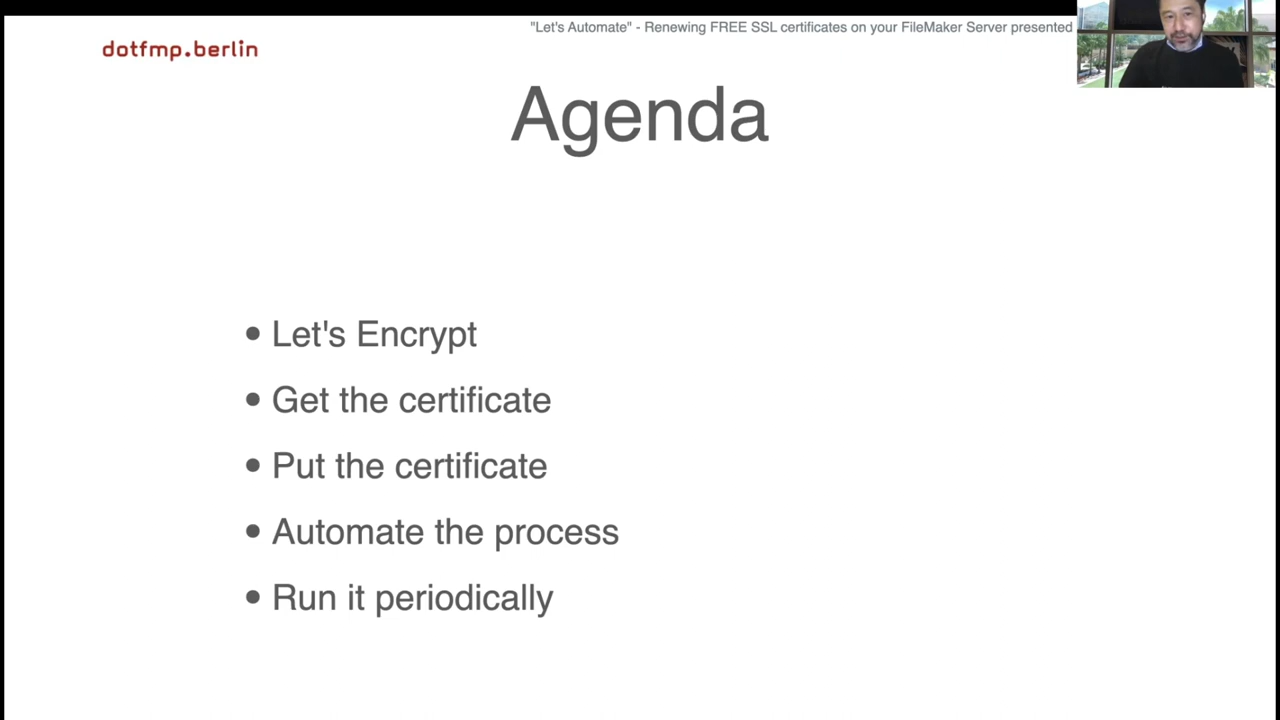 "Let's Automate" - Renewing FREE SSL certificates on your FileMaker Server presented
dotfmp.berlin
Agenda
• Let's Encrypt
• Get the certificate
• Put the certificate
• Automate the process
• Run it periodically